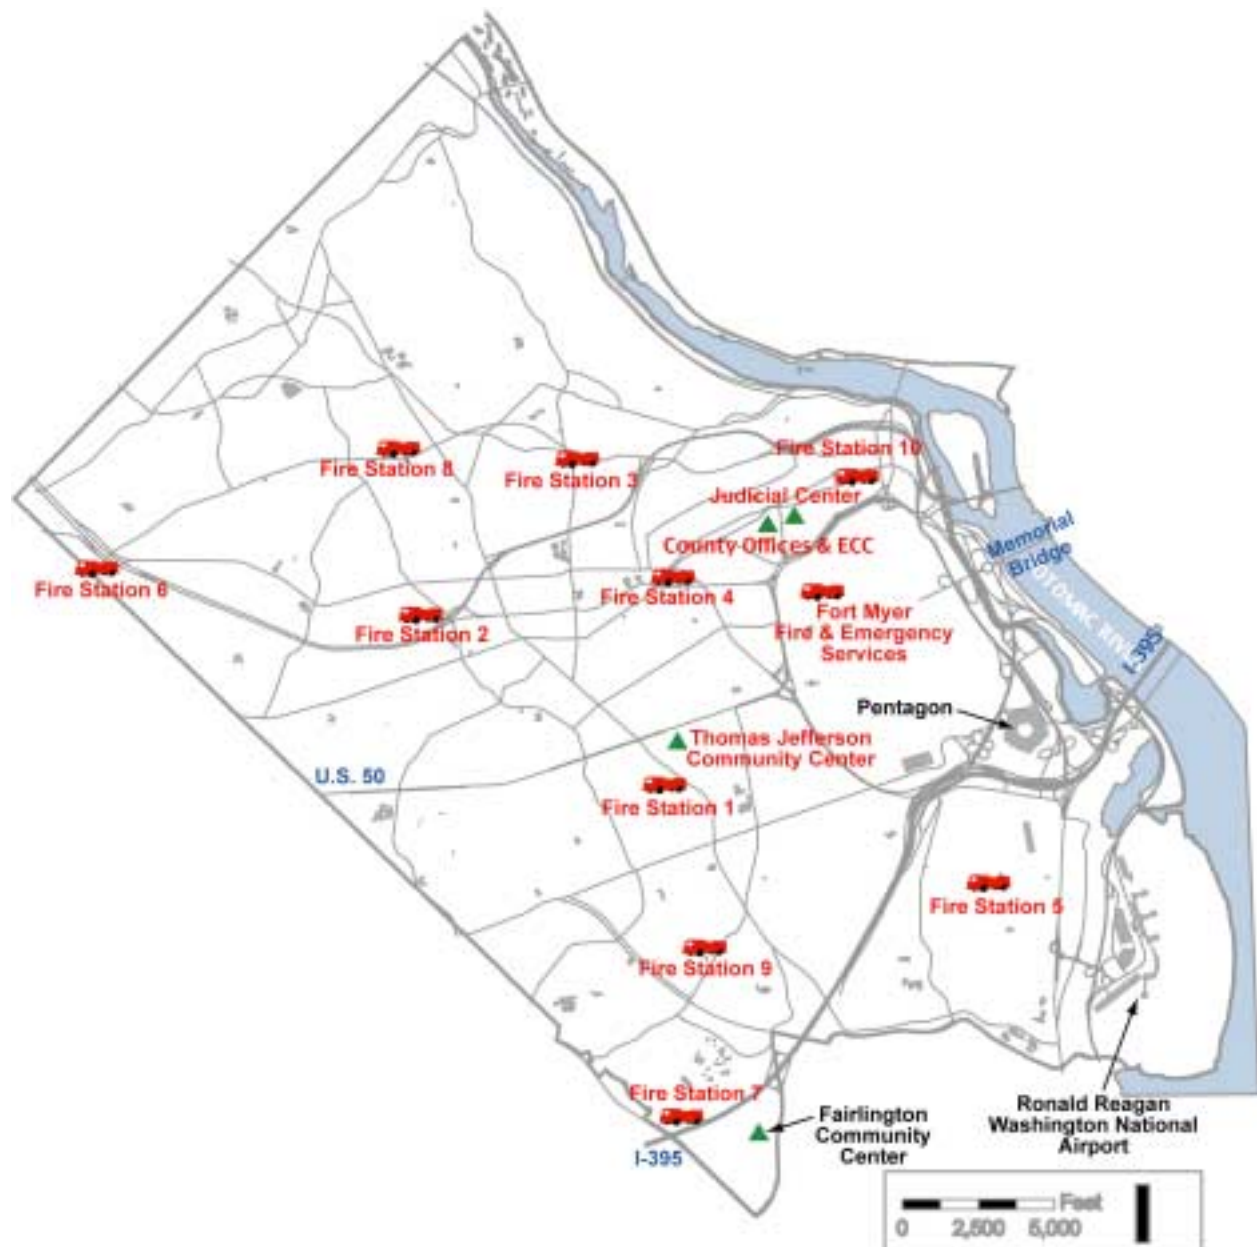 Fire Station 10
Fire Station 8
Fire Station 3
Judicial Center
County Offices & ECC
Memorial
Bridge
Fire Station 6
Fire Station 4
Fire Station 2
Fort Myer
Fire & Emergency
Services
POTOMAC RIV
I-395
Pentagon
Thomas Jefferson
Community Center
U.S. 50
Fire Station 1
Fire Station 5
Fire Station 9
Fire Station 7
Fairlington
Community
Center
Ronald Reagan
Washington National
Airport
I-395
Feet
0 2,500 5,000